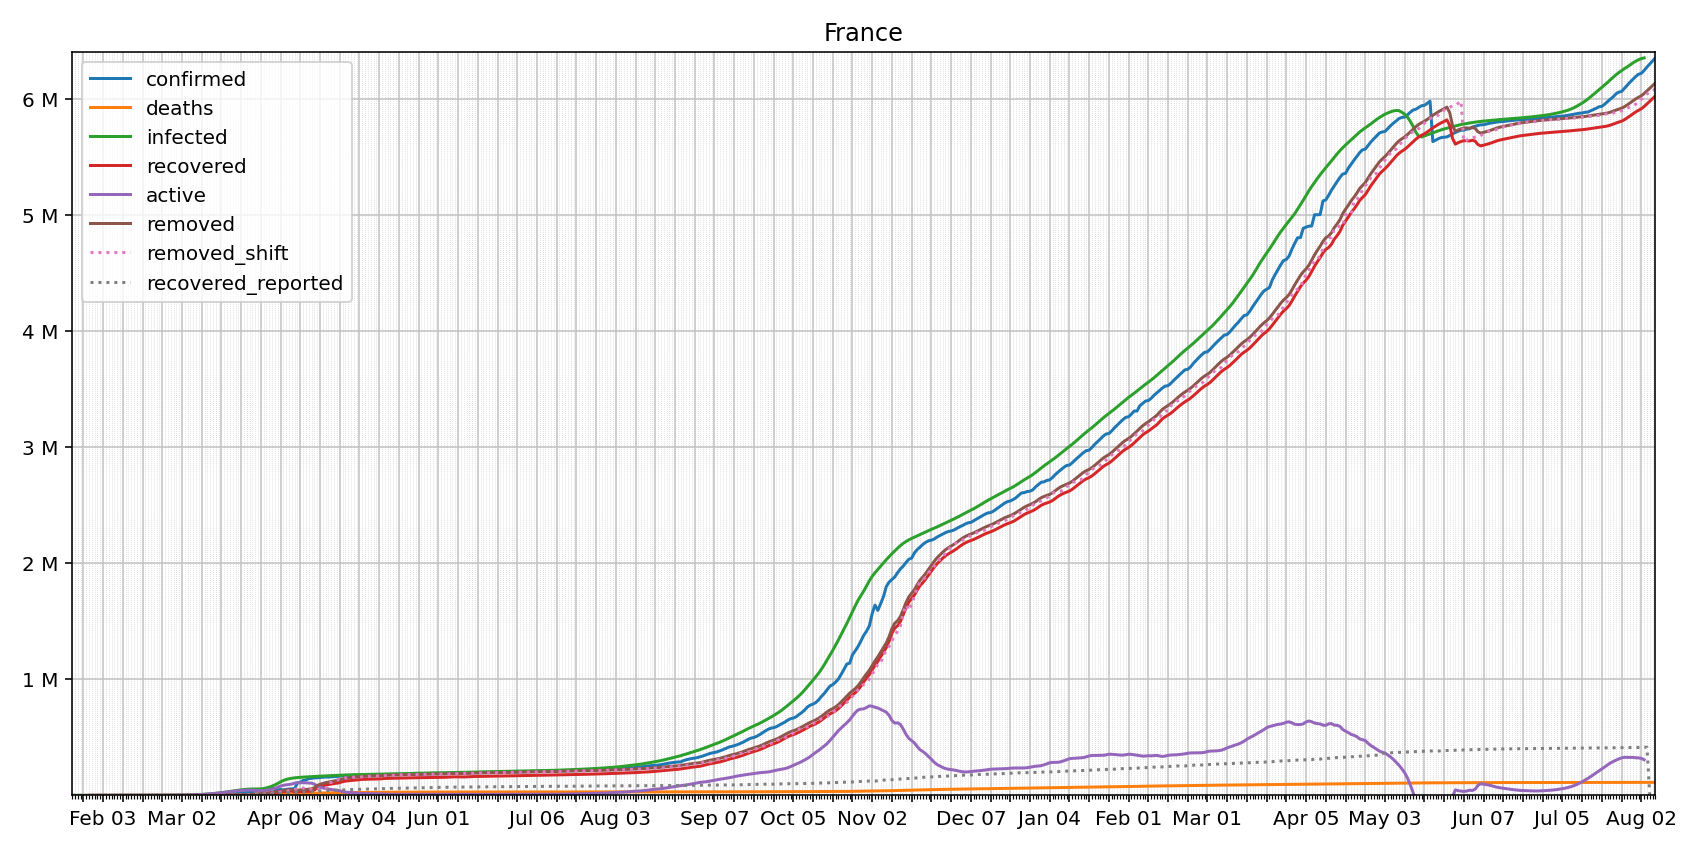 France
confirmed
deaths
infected
recovered
active
removed
removed_shift
recovered_reported
6 M
5 M
4 M
3 M
2 M
1 M
Feb 03 Mar 02 Apr 06 May 04 Jun 01 Jul 06 Aug 03 Sep 07 Oct 05 Nov 02 Dec 07 Jan 04 Feb 01 Mar 01 Apr 05 May 03 Jun 07 Jul 05 Aug 02